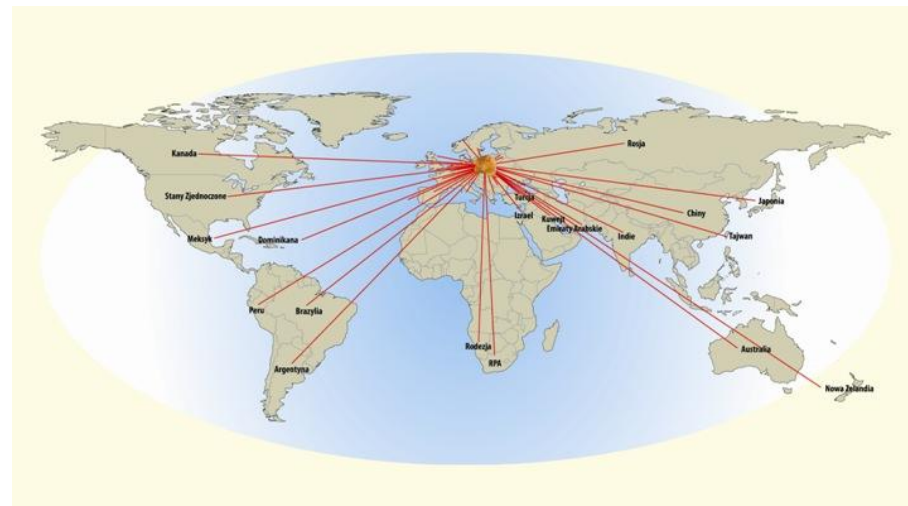 Rosja
Kanada
Stany Zjednoczone
Turcja
Japonia
Chiny
Izrael
Kuwejt
Emiraty Arabskie
Indie
Tajwan
Meksyk
Dominikana
Peru
Brazylia
Rodezja
RPA
Australia
Argentyna
Nowa Zelandia